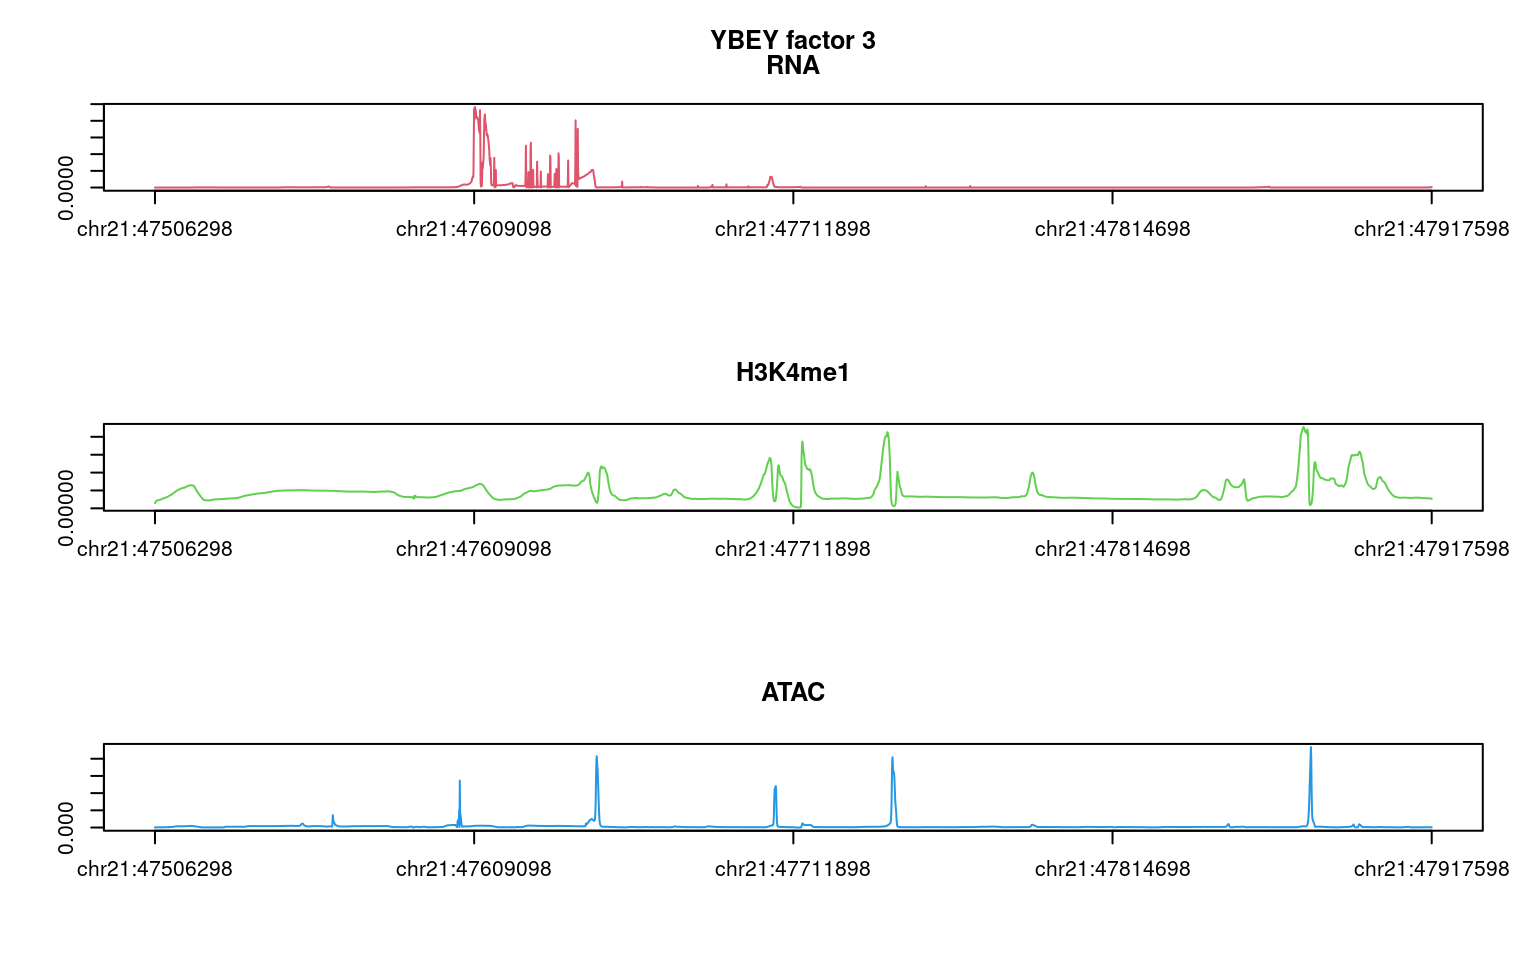 YBEY factor 3
RNA
0.0000
chr21:47506298 chr21:47609098 chr21:47711898 chr21:47814698 chr21:47917598
H3K4me1
0.00000
chr21:47506298 chr21:47609098 chr21:47711898 chr21:47814698 chr21:47917598
ATAC
0.000
chr21:47506298 chr21:47609098 chr21:47711898 chr21:47814698 chr21:47917598